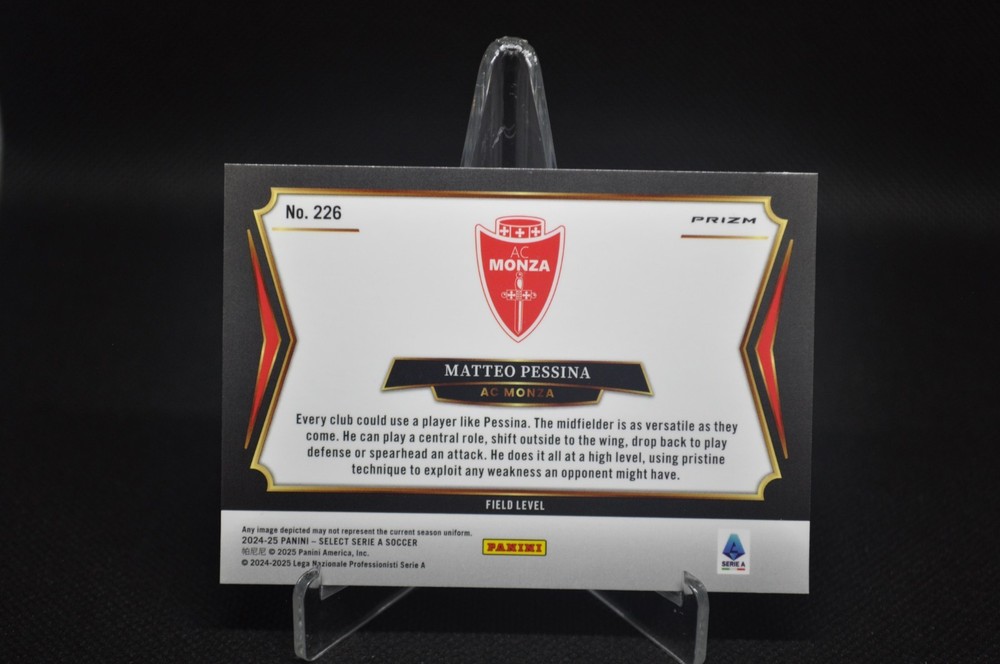 No. 226
PRIZM
AC
MONZA
MATTEO PESSINA
AC MONZA
Every club could use a player like Pessina. The midfielder is as versatile as they
come. He can play a central role, shift outside to the wing, drop back to play
defense or spearhead an attack. He does it all at a high level, using pristine
technique to exploit any weakness an opponent might have.
FIELD LEVEL
Any image depicted may not represent the current season uniform.
2024-25 PANINI – SELECT SERIE A SOCCER
帕尼尼 © 2025 Panini America, Inc.
© 2024-2025 Lega Nazionale Professionisti Serie A
PANINI
SERIE A